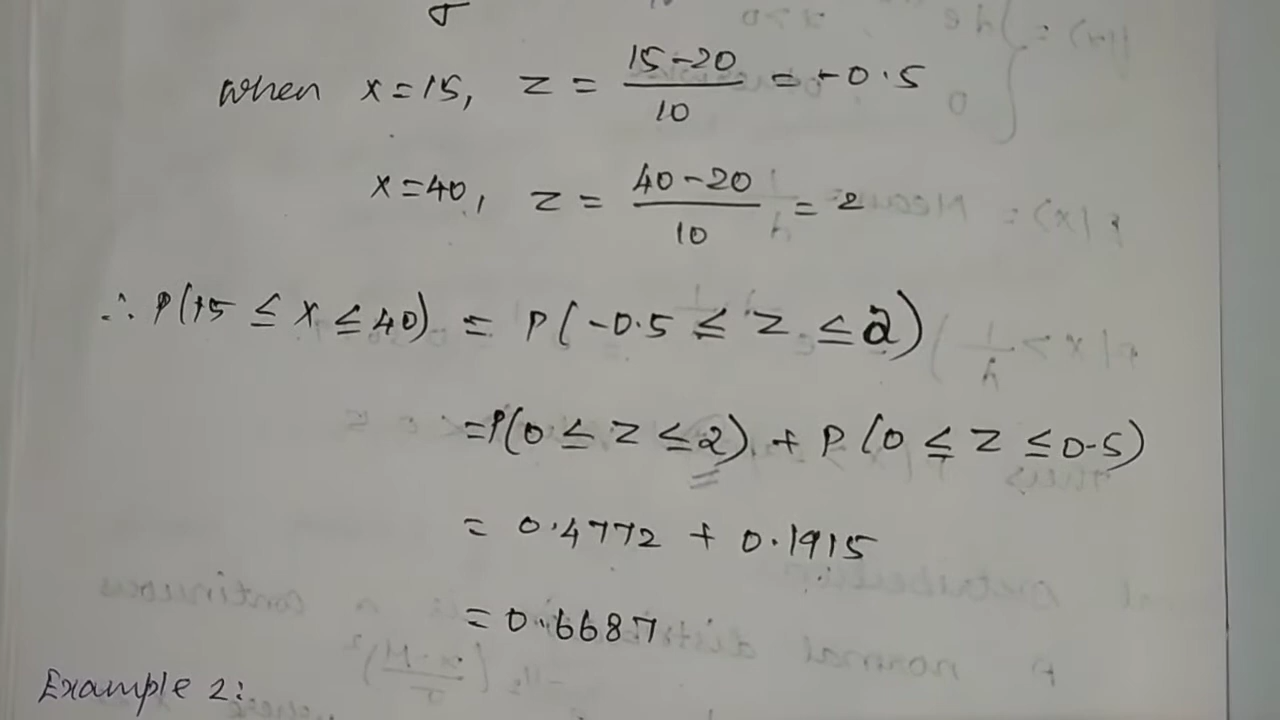 σ
when x = 15, z = 15-20 / 10 = -0.5
x = 40, z = 40-20 / 10 = 2
∴ P(15 ≤ x ≤ 40) = P(-0.5 ≤ z ≤ 2)
= P(0 ≤ z ≤ 2) + P(0 ≤ z ≤ 0.5)
= 0.4772 + 0.1915
= 0.6687
Example 2: